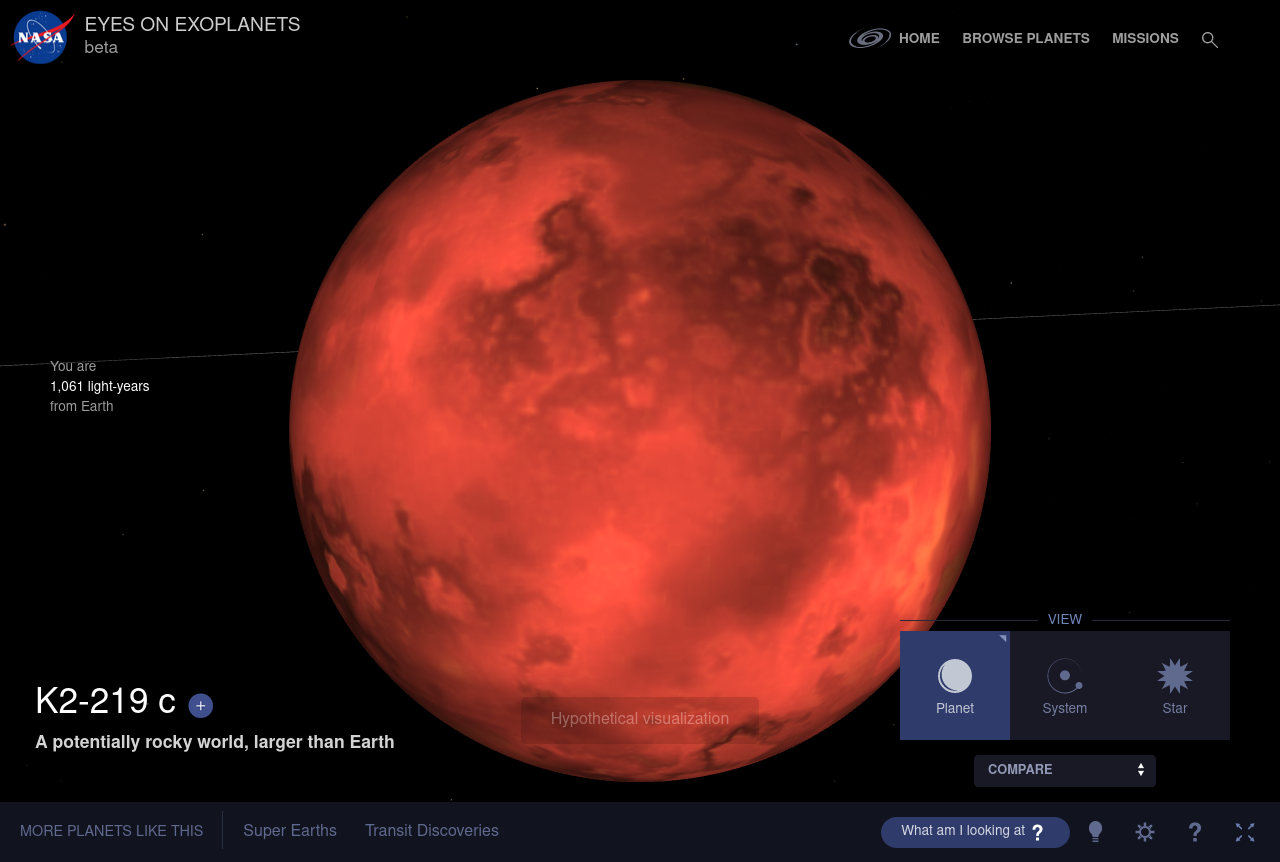 NASA
EYES ON EXOPLANETS
beta
HOME
BROWSE PLANETS
MISSIONS
You are
1,061 light-years
from Earth
K2-219 c +
A potentially rocky world, larger than Earth
Hypothetical visualization
VIEW
Planet
System
Star
COMPARE
MORE PLANETS LIKE THIS
Super Earths
Transit Discoveries
What am I looking at ?
?